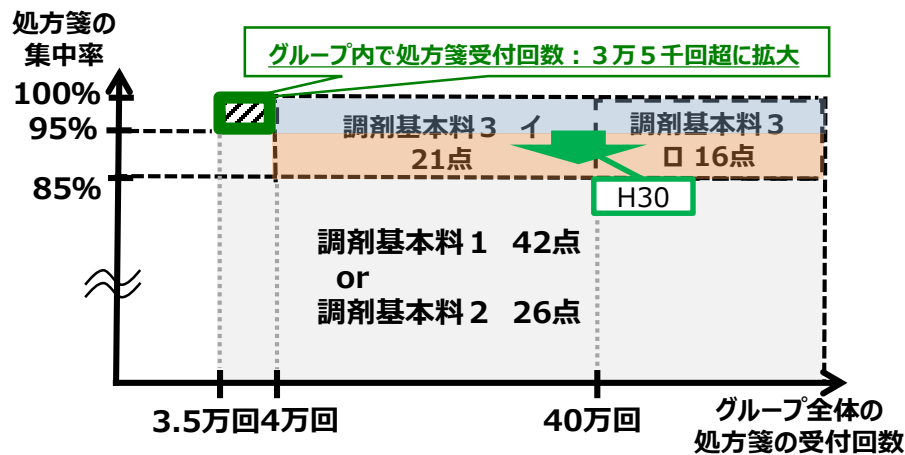 処方箋の
集中率
グループ内で処方箋受付回数：３万５千回超に拡大
100%
95%
85%
調剤基本料３ イ
21点
調剤基本料３
ロ 16点
H30
調剤基本料１ 42点
or
調剤基本料２ 26点
3.5万回
4万回
40万回
グループ全体の
処方箋の受付回数